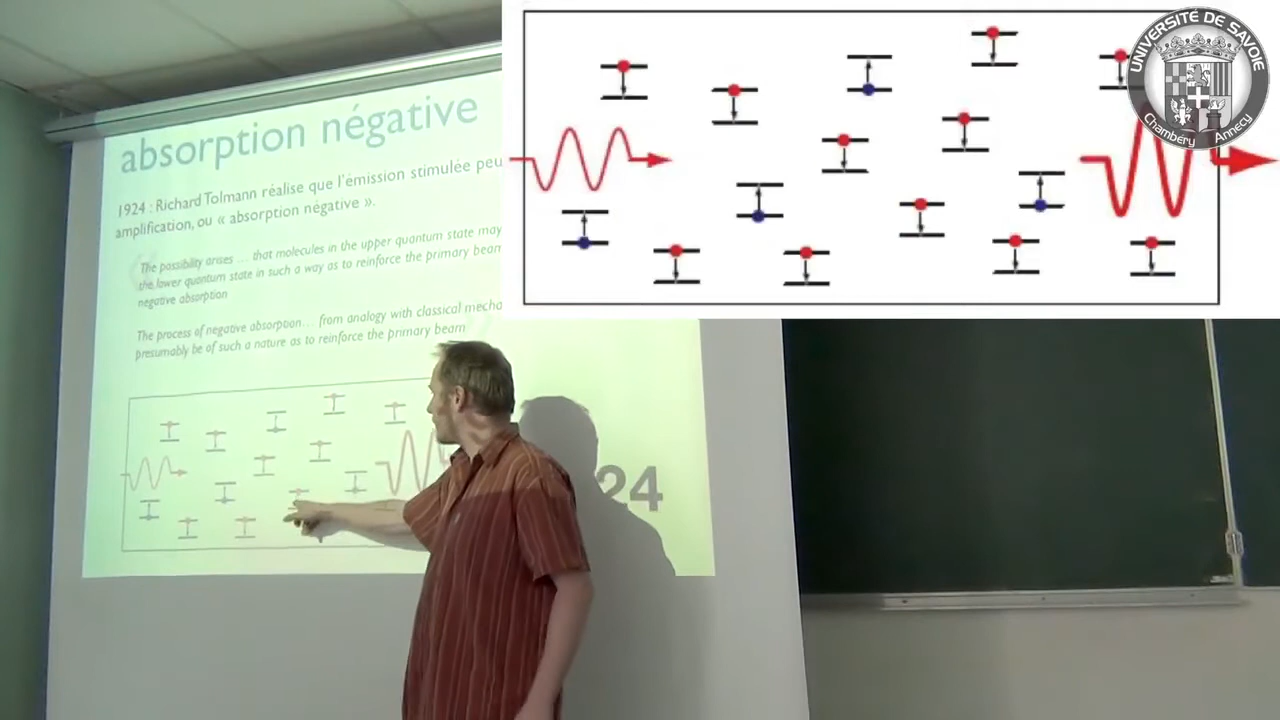 absorption négative
1924 : Richard Tolmann réalise que l'émission stimulée peu
amplification, ou « absorption négative ».
The possibility arises … that molecules in the upper quantum state may
the lower quantum state in such a way as to reinforce the primary beam
negative absorption
The process of negative absorption… from analogy with classical mecha
presumably be of such a nature as to reinforce the primary beam
24
UNIVERSITÉ DE SAVOIE
Chambéry Annecy